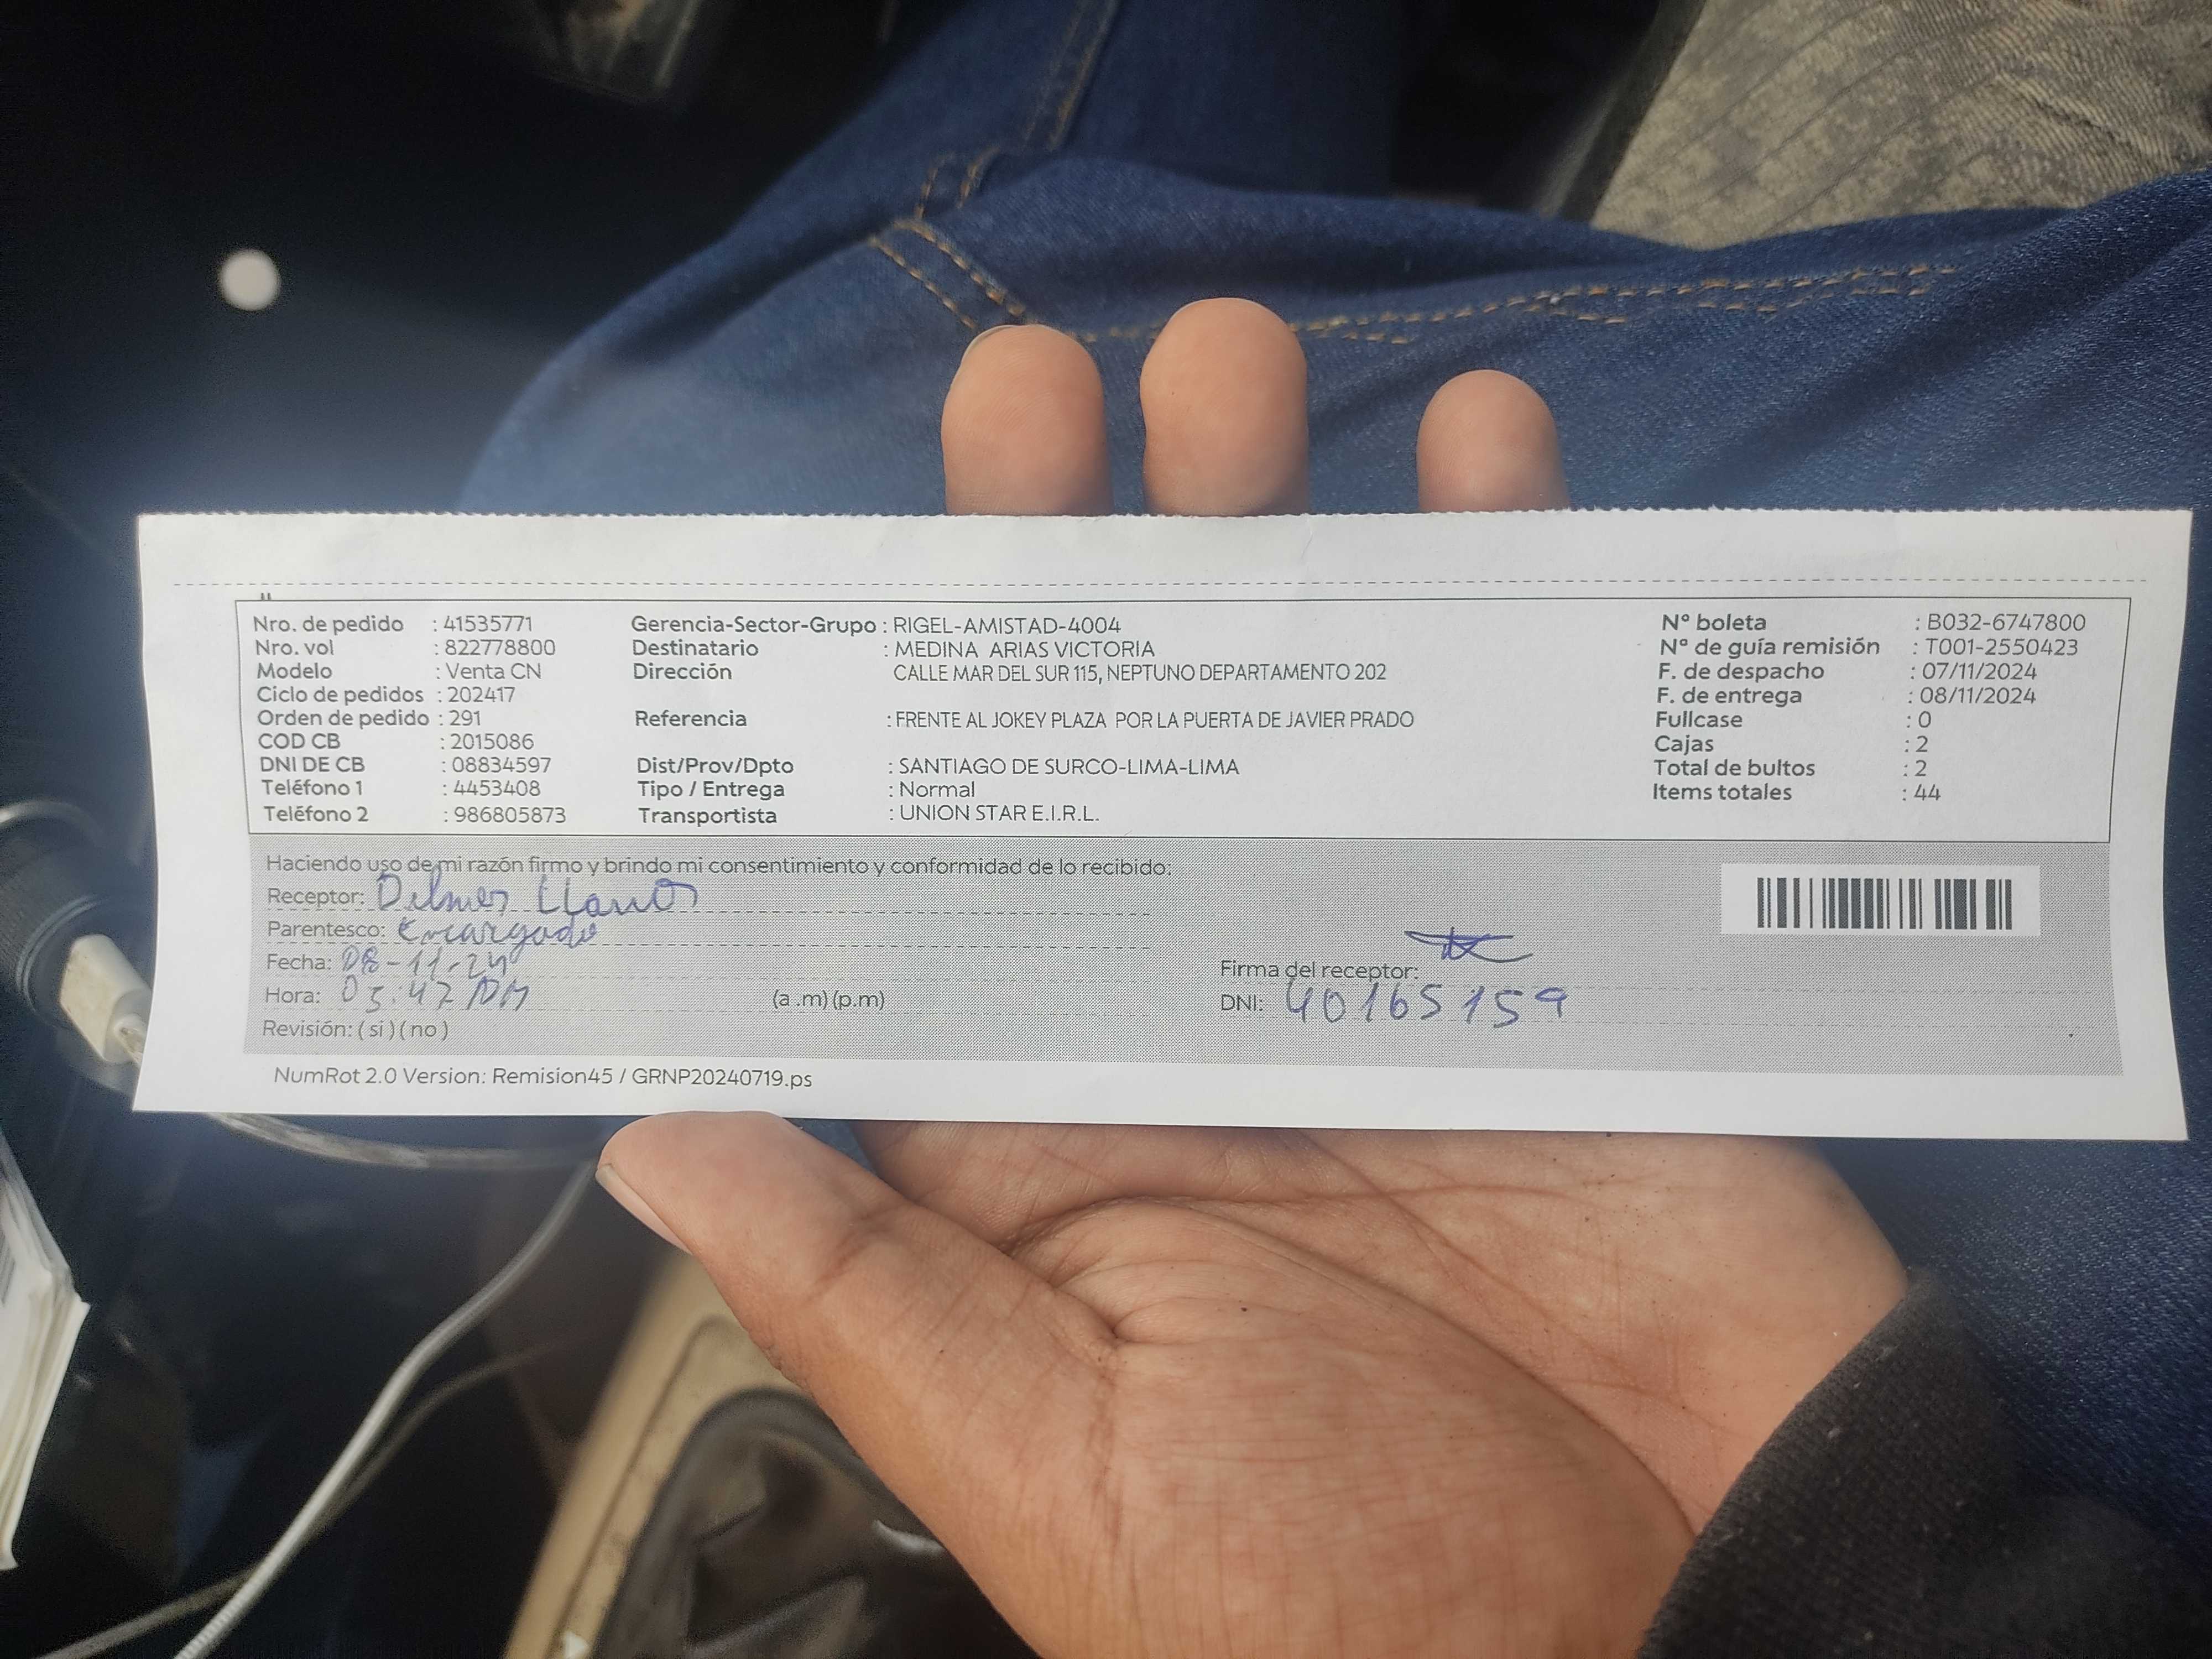 Nro. de pedido : 41535771
Nro. vol : 822778800
Modelo : Venta CN
Ciclo de pedidos : 202417
Orden de pedido : 291
COD CB : 2015086
DNI DE CB : 08834597
Teléfono 1 : 4453408
Teléfono 2 : 986805873
Gerencia-Sector-Grupo : RIGEL-AMISTAD-4004
Destinatario : MEDINA ARIAS VICTORIA
Dirección CALLE MAR DEL SUR 115, NEPTUNO DEPARTAMENTO 202
Referencia : FRENTE AL JOKEY PLAZA POR LA PUERTA DE JAVIER PRADO
Dist/Prov/Dpto : SANTIAGO DE SURCO-LIMA-LIMA
Tipo / Entrega : Normal
Transportista : UNION STAR E.I.R.L.
Nº boleta : B032-6747800
Nª de guía remisión : T001-2550423
F. de despacho : 07/11/2024
F. de entrega : 08/11/2024
Fullcase : 0
Cajas : 2
Total de bultos : 2
Items totales : 44
Haciendo uso de mi razón firmo y brindo mi consentimiento y conformidad de lo recibido:
Receptor: Delmer Llanos
Parentesco: Encargado
Fecha: 08-11-24
Hora: 03:47 PM (a .m) (p.m)
Revisión: ( si ) ( no )
Firma del receptor:
DNI: 40165159
NumRot 2.0 Version: Remision45 / GRNP20240719.ps